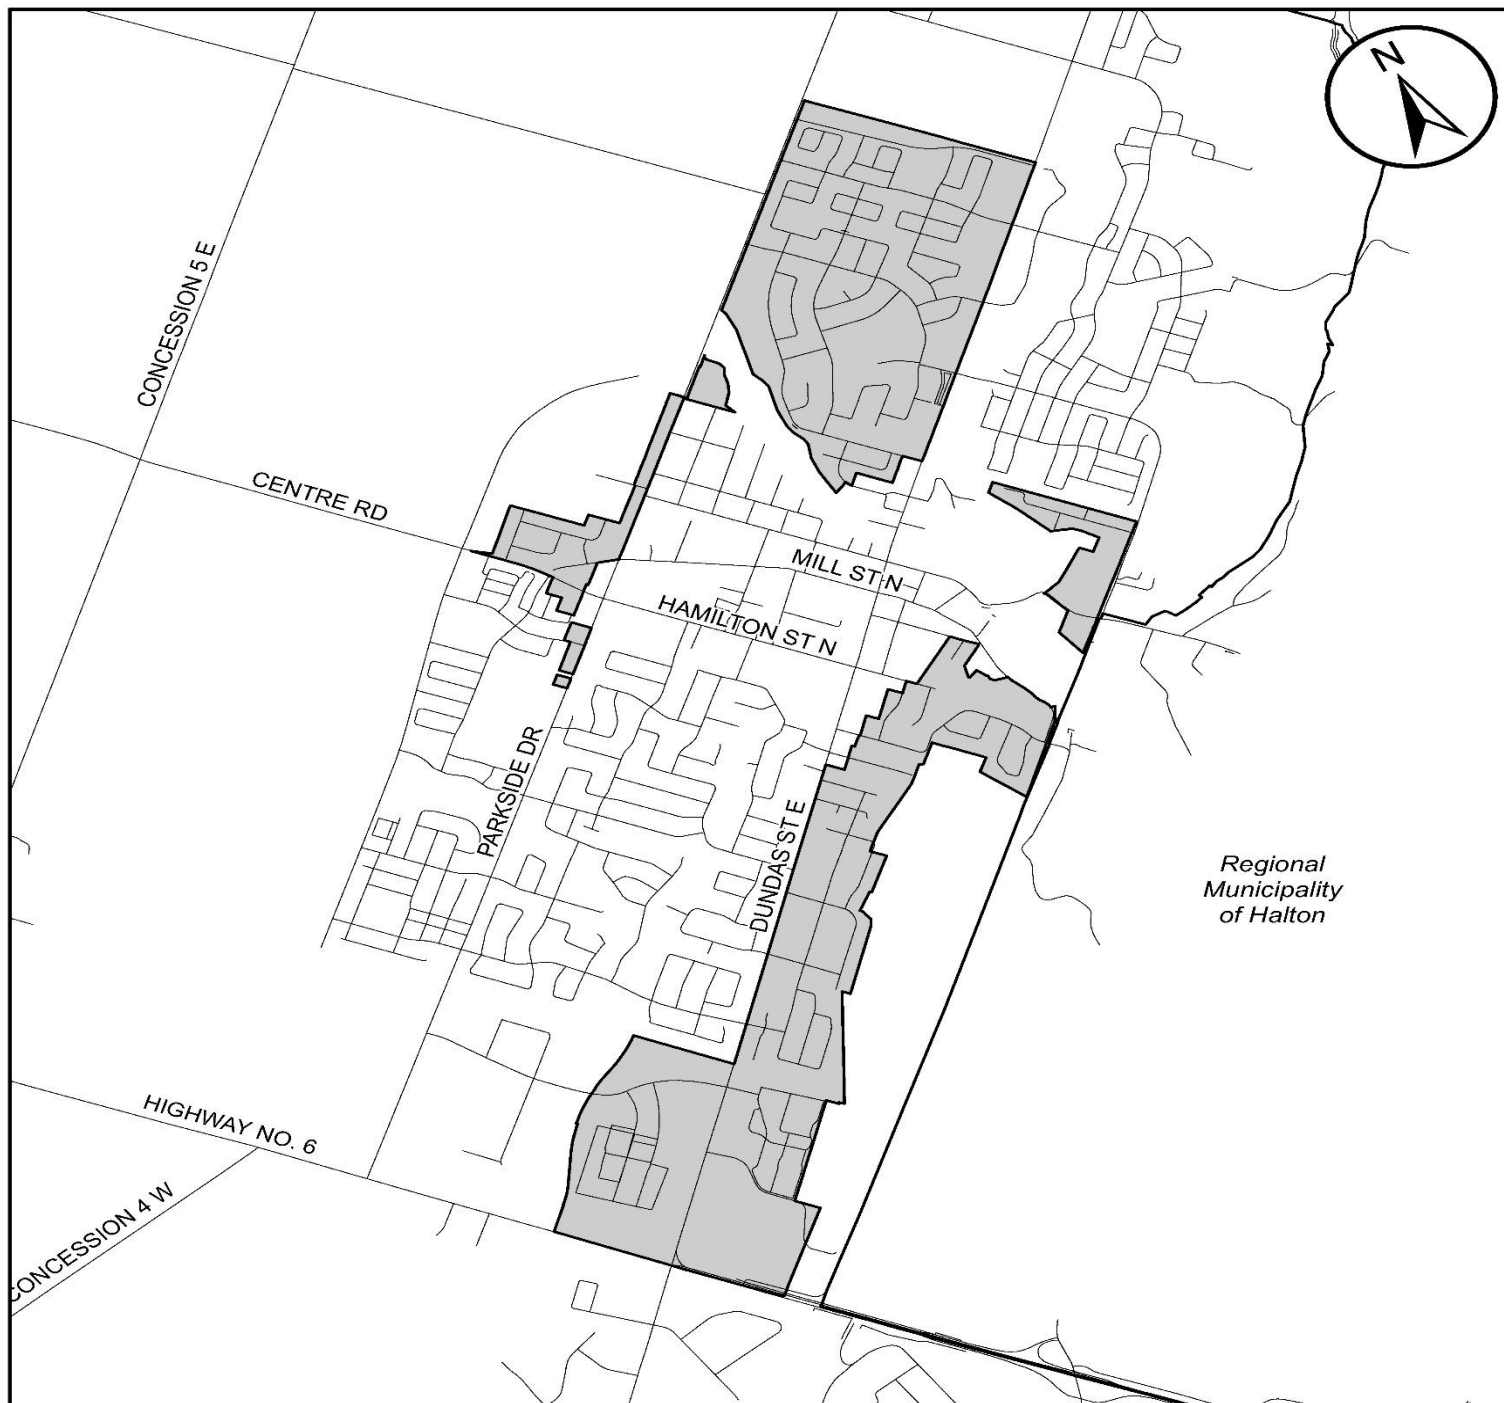 N
CONCESSION 5 E
CENTRE RD
MILL ST N
HAMILTON ST N
PARKSIDE DR
DUNDAS ST E
Regional
Municipality
of Halton
HIGHWAY NO. 6
CONCESSION 4 W